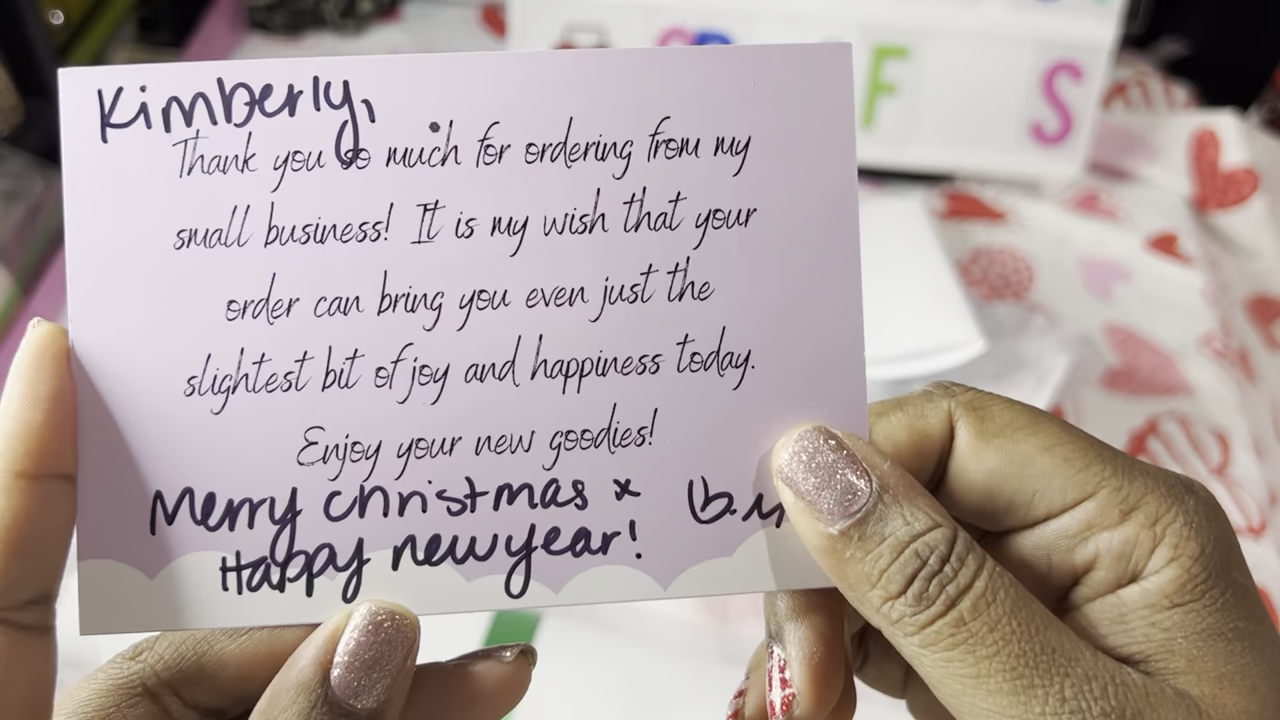 Kimberly,
Thank you so much for ordering from my
small business! It is my wish that your
order can bring you even just the
slightest bit of joy and happiness today.
Enjoy your new goodies!
Merry christmas x
Happy new year!
F S